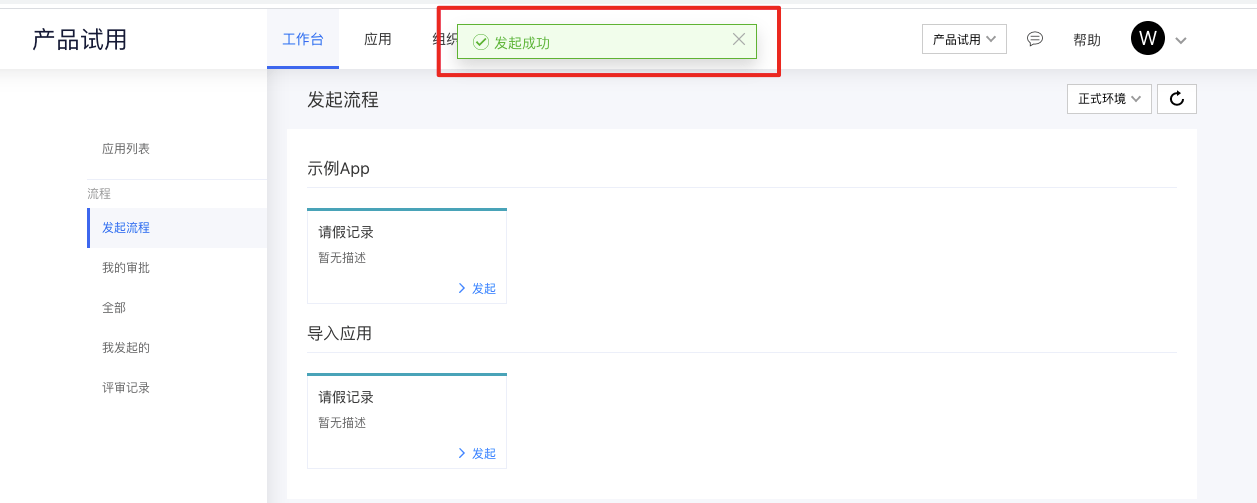 产品试用
工作台
应用
组织
发起成功
产品试用
帮助
W
发起流程
正式环境
应用列表
流程
发起流程
我的审批
全部
我发起的
评审记录
示例App
请假记录
暂无描述
发起
导入应用
请假记录
暂无描述
发起